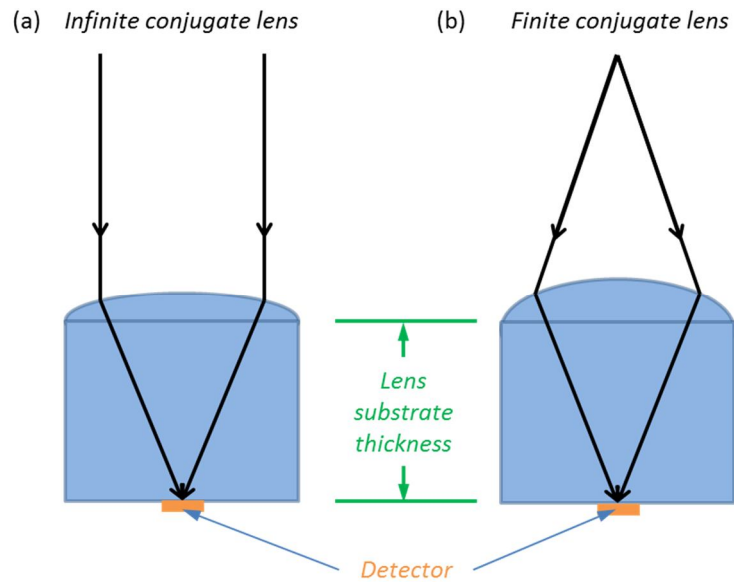 (a) Infinite conjugate lens
(b) Finite conjugate lens
Lens
substrate
thickness
Detector